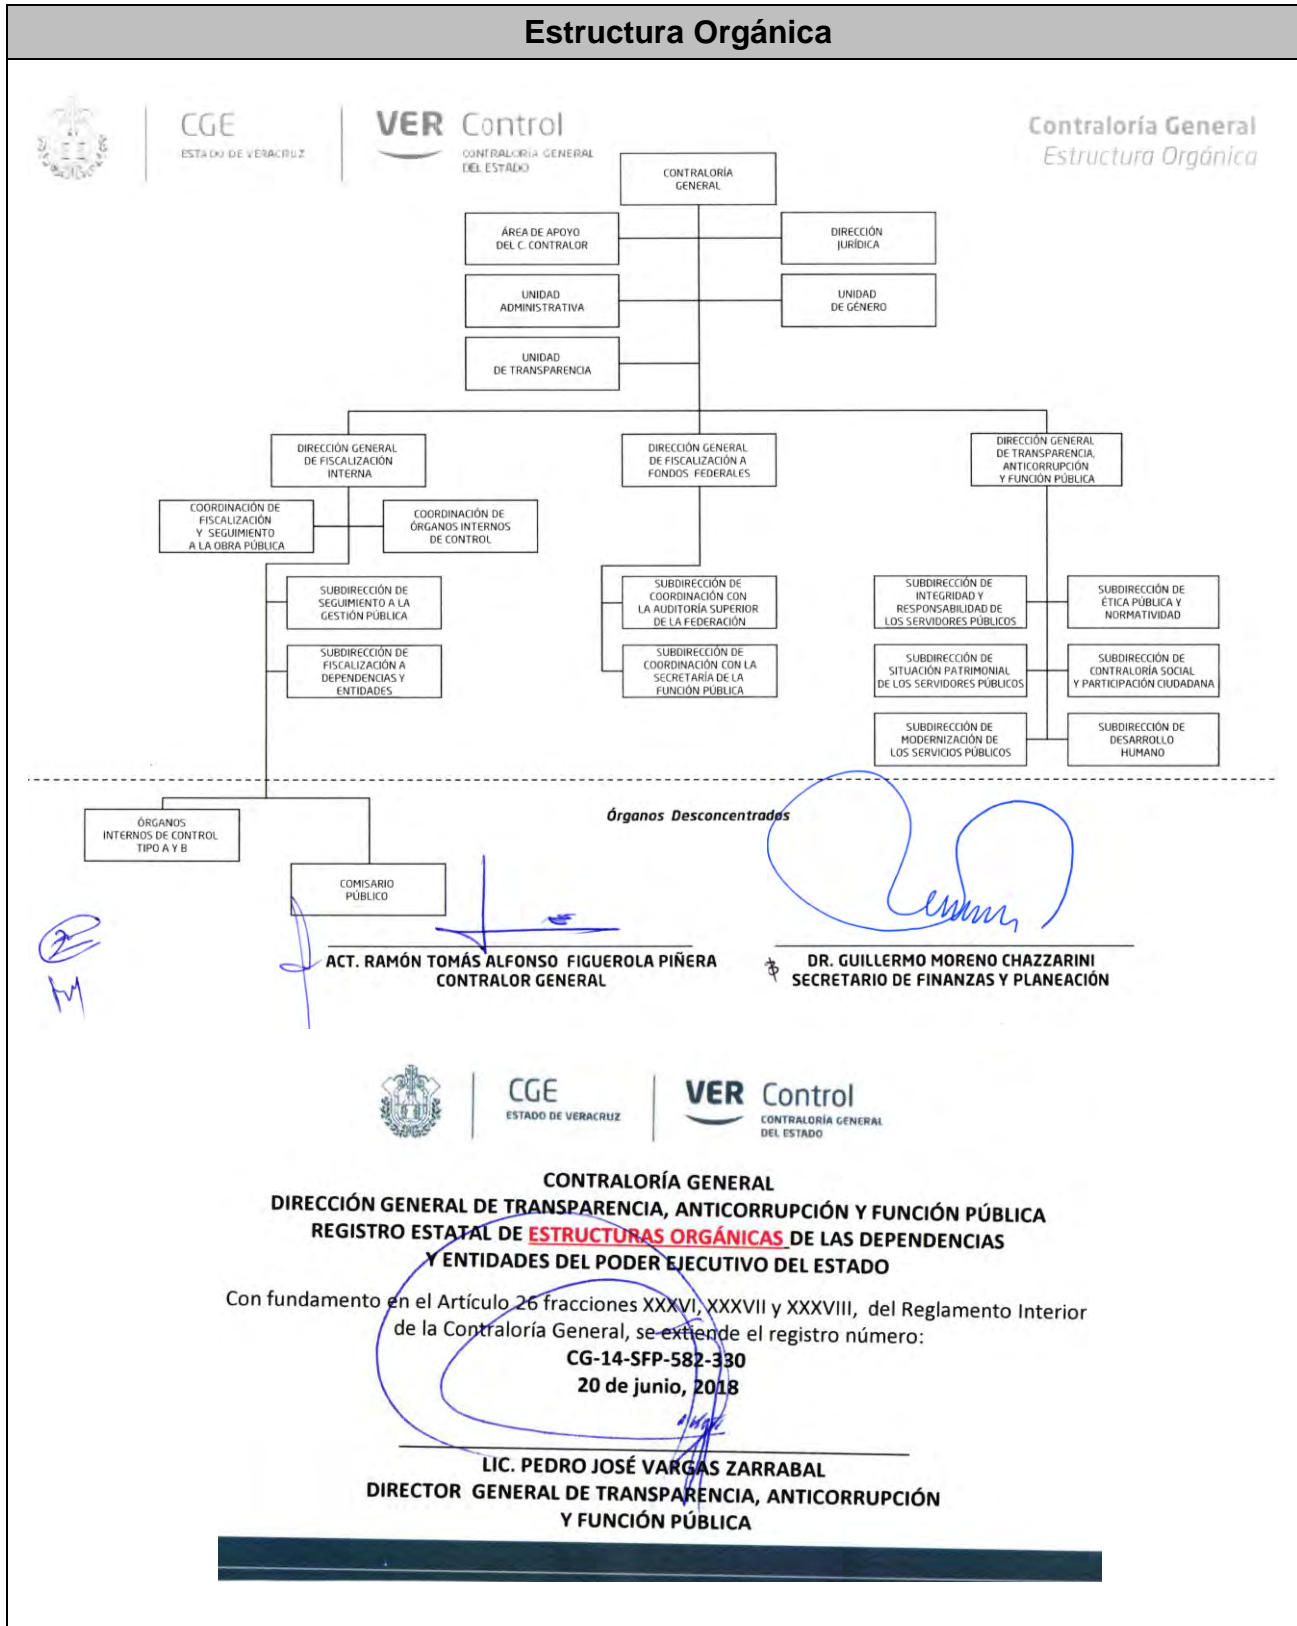 Estructura Orgánica
CGE
ESTADO DE VERACRUZ
VER Control
CONTRALORÍA GENERAL
DEL ESTADO
Contraloría General
Estructura Orgánica
CONTRALORÍA
GENERAL
ÁREA DE APOYO
DEL C. CONTRALOR
DIRECCIÓN
JURÍDICA
UNIDAD
ADMINISTRATIVA
UNIDAD
DE GÉNERO
UNIDAD
DE TRANSPARENCIA
DIRECCIÓN GENERAL
DE FISCALIZACIÓN
INTERNA
DIRECCIÓN GENERAL
DE FISCALIZACIÓN A
FONDOS FEDERALES
DIRECCIÓN GENERAL
DE TRANSPARENCIA,
ANTICORRUPCIÓN
Y FUNCIÓN PÚBLICA
COORDINACIÓN DE
FISCALIZACIÓN
Y SEGUIMIENTO
A LA OBRA PÚBLICA
COORDINACIÓN DE
ÓRGANOS INTERNOS
DE CONTROL
SUBDIRECCIÓN DE
SEGUIMIENTO A LA
GESTIÓN PÚBLICA
SUBDIRECCIÓN DE
COORDINACIÓN CON
LA AUDITORÍA SUPERIOR
DE LA FEDERACIÓN
SUBDIRECCIÓN DE
INTEGRIDAD Y
RESPONSABILIDAD DE
LOS SERVIDORES PÚBLICOS
SUBDIRECCIÓN DE
ÉTICA PÚBLICA Y
NORMATIVIDAD
SUBDIRECCIÓN DE
FISCALIZACIÓN A
DEPENDENCIAS Y
ENTIDADES
SUBDIRECCIÓN DE
COORDINACIÓN CON LA
SECRETARÍA DE LA
FUNCIÓN PÚBLICA
SUBDIRECCIÓN DE
SITUACIÓN PATRIMONIAL
DE LOS SERVIDORES PÚBLICOS
SUBDIRECCIÓN DE
CONTRALORÍA SOCIAL
Y PARTICIPACIÓN CIUDADANA
SUBDIRECCIÓN DE
MODERNIZACIÓN DE
LOS SERVICIOS PÚBLICOS
SUBDIRECCIÓN DE
DESARROLLO
HUMANO
Órganos Desconcentrados
ÓRGANOS
INTERNOS DE CONTROL
TIPO A Y B
COMISARIO
PÚBLICO
ACT. RAMÓN TOMÁS ALFONSO FIGUEROLA PIÑERA
CONTRALOR GENERAL
DR. GUILLERMO MORENO CHAZZARINI
SECRETARIO DE FINANZAS Y PLANEACIÓN
CGE
ESTADO DE VERACRUZ
VER Control
CONTRALORÍA GENERAL
DEL ESTADO
CONTRALORÍA GENERAL
DIRECCIÓN GENERAL DE TRANSPARENCIA, ANTICORRUPCIÓN Y FUNCIÓN PÚBLICA
REGISTRO ESTATAL DE ESTRUCTURAS ORGÁNICAS DE LAS DEPENDENCIAS
Y ENTIDADES DEL PODER EJECUTIVO DEL ESTADO
Con fundamento en el Artículo 26 fracciones XXXVI, XXXVII y XXXVIII, del Reglamento Interior
de la Contraloría General, se extiende el registro número:
CG-14-SFP-582-330
20 de junio, 2018
LIC. PEDRO JOSÉ VARGAS ZARRABAL
DIRECTOR GENERAL DE TRANSPARENCIA, ANTICORRUPCIÓN
Y FUNCIÓN PÚBLICA